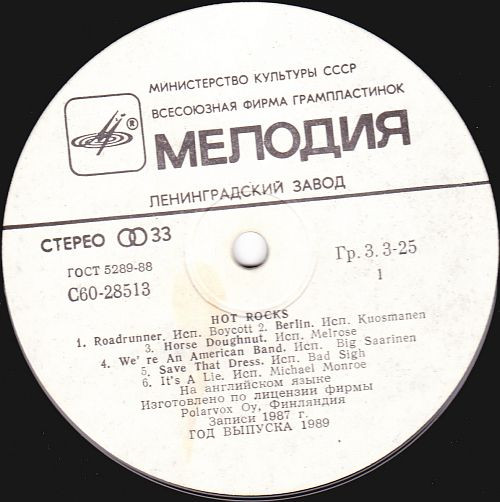 МИНИСТЕРСТВО КУЛЬТУРЫ СССР
ВСЕСОЮЗНАЯ ФИРМА ГРАМПЛАСТИНОК
®
МЕЛОДИЯ
ЛЕНИНГРАДСКИЙ ЗАВОД
СТЕРЕО 33
Гр. 3. 3-25
ГОСТ 5289-88
С60-28513
1
HOT ROCKS
1. Roadrunner. Исп. Boycott 2. Berlin. Исп. Kuosmanen
3. Horse Doughnut. Исп. Melrose
4. We' re An American Band. Исп. Big Saarinen
5. Save That Dress. Исп. Bad Sigh
6. It's A Lie. Исп. Michael Monroe
На английском языке
Изготовлено по лицензии фирмы
Polarvox Oy, Финляндия
Записи 1987 г.
ГОД ВЫПУСКА 1989